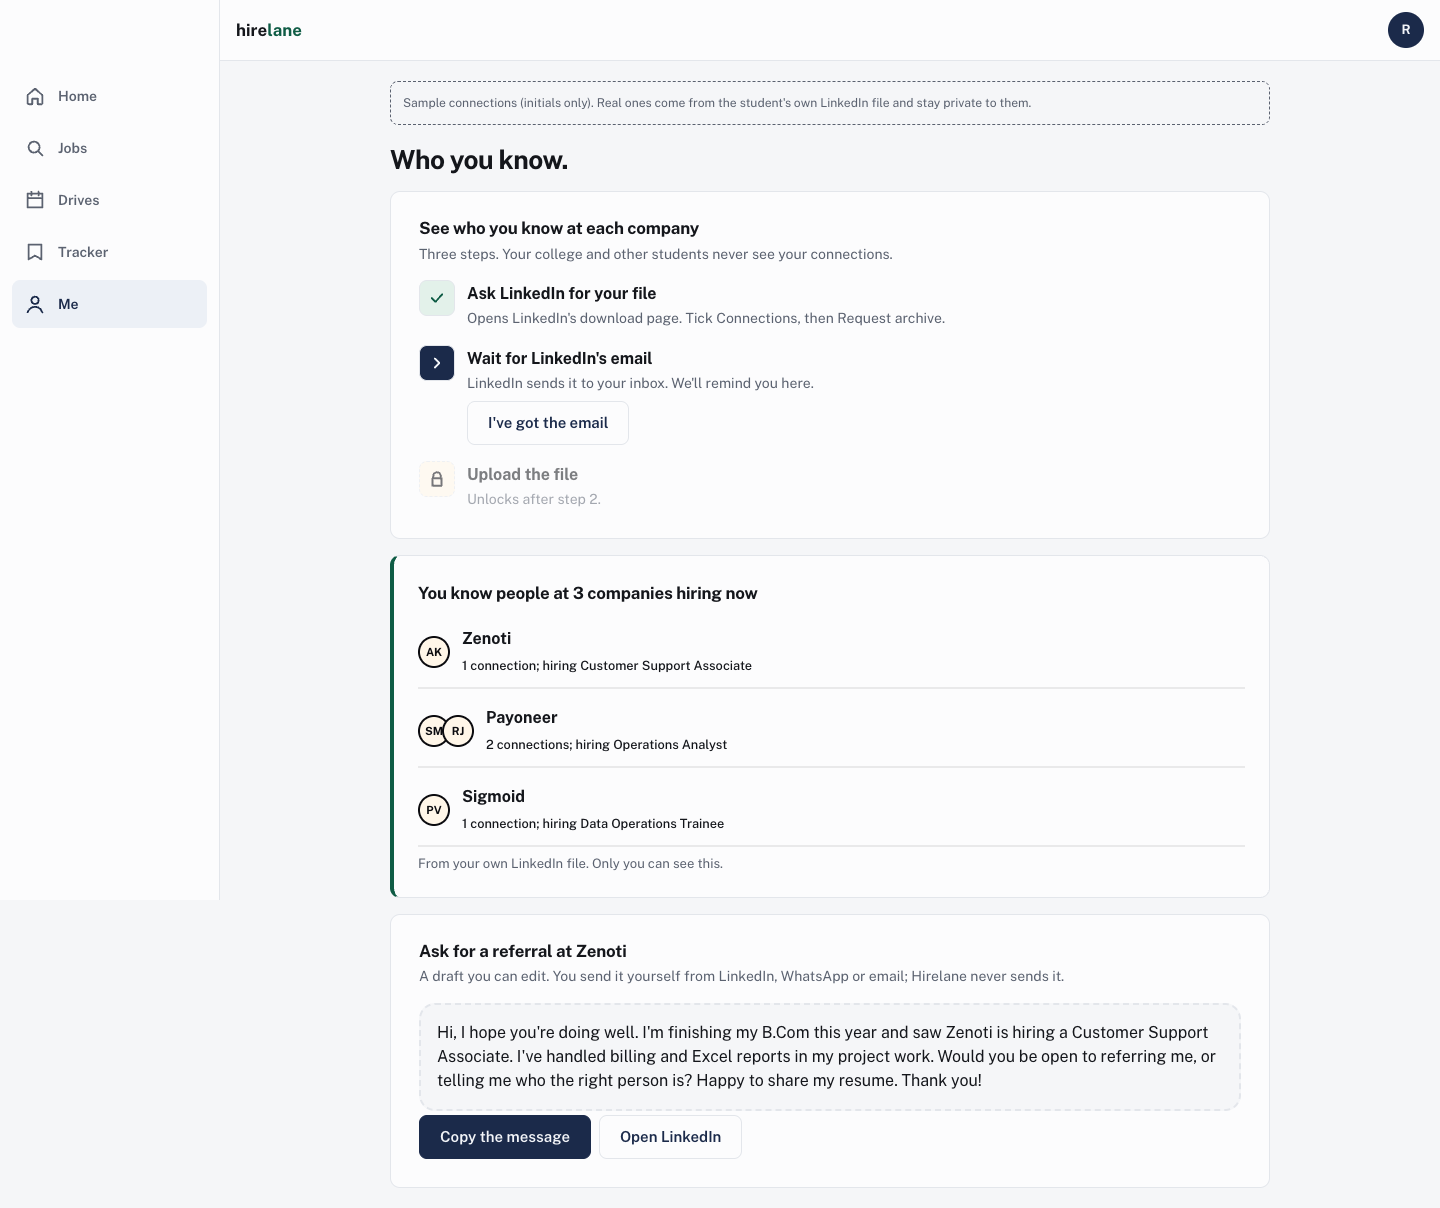 hirelane
R
Home
Jobs
Drives
Tracker
Me
Sample connections (initials only). Real ones come from the student's own LinkedIn file and stay private to them.
Who you know.
See who you know at each company
Three steps. Your college and other students never see your connections.
Ask LinkedIn for your file
Opens LinkedIn's download page. Tick Connections, then Request archive.
Wait for LinkedIn's email
LinkedIn sends it to your inbox. We'll remind you here.
I've got the email
Upload the file
Unlocks after step 2.
You know people at 3 companies hiring now
AK
Zenoti
1 connection; hiring Customer Support Associate
SM
RJ
Payoneer
2 connections; hiring Operations Analyst
PV
Sigmoid
1 connection; hiring Data Operations Trainee
From your own LinkedIn file. Only you can see this.
Ask for a referral at Zenoti
A draft you can edit. You send it yourself from LinkedIn, WhatsApp or email; Hirelane never sends it.
Hi, I hope you're doing well. I'm finishing my B.Com this year and saw Zenoti is hiring a Customer Support
Associate. I've handled billing and Excel reports in my project work. Would you be open to referring me, or
telling me who the right person is? Happy to share my resume. Thank you!
Copy the message
Open LinkedIn